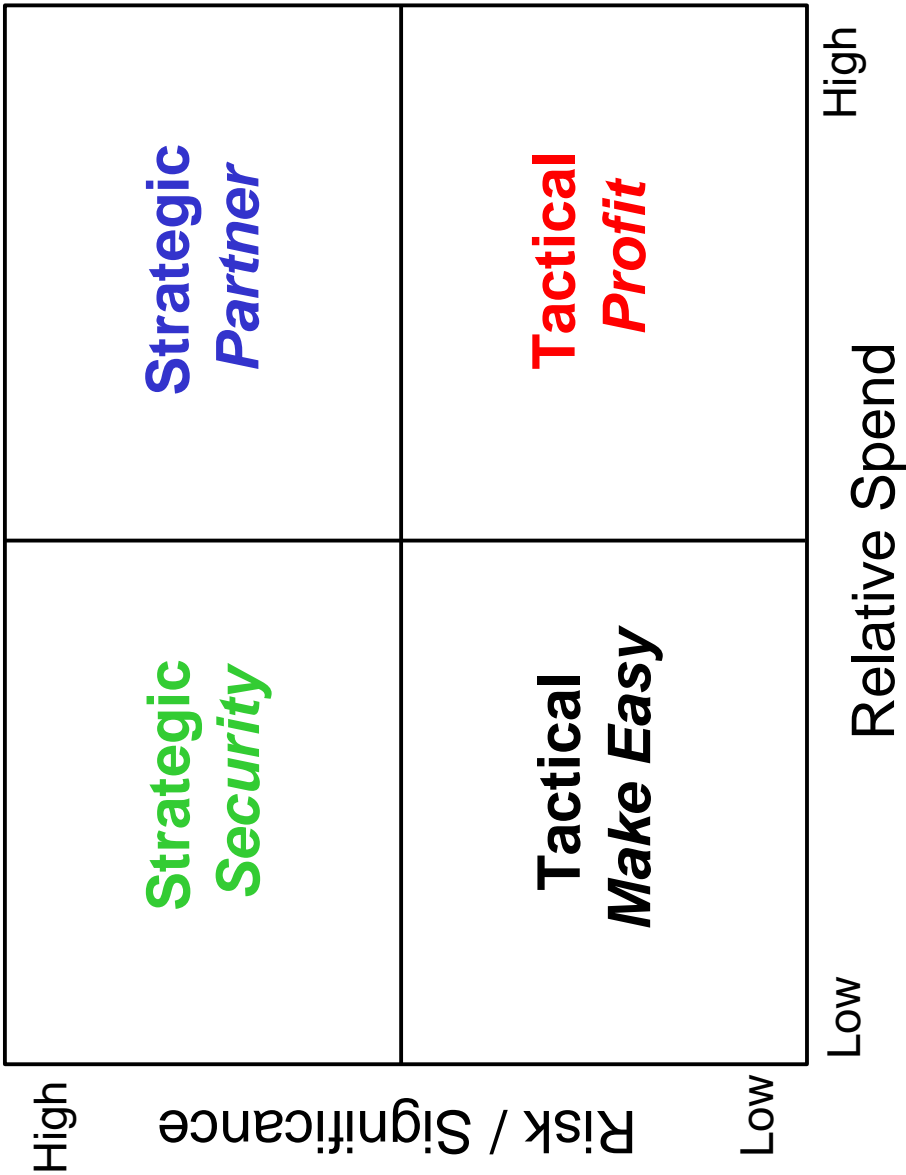 High
Risk / Significance
Low
Strategic
Security
Strategic
Partner
Tactical
Make Easy
Tactical
Profit
Low
Relative Spend
High